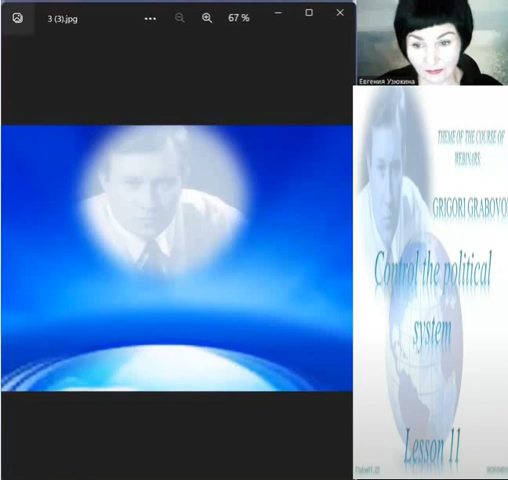 3 (3).jpg
67 %
Евгения Узюкина
THEME OF THE COURSE OF
WEBINARS:
GRIGORI GRABOVOI
Control the political
system
Lesson 11